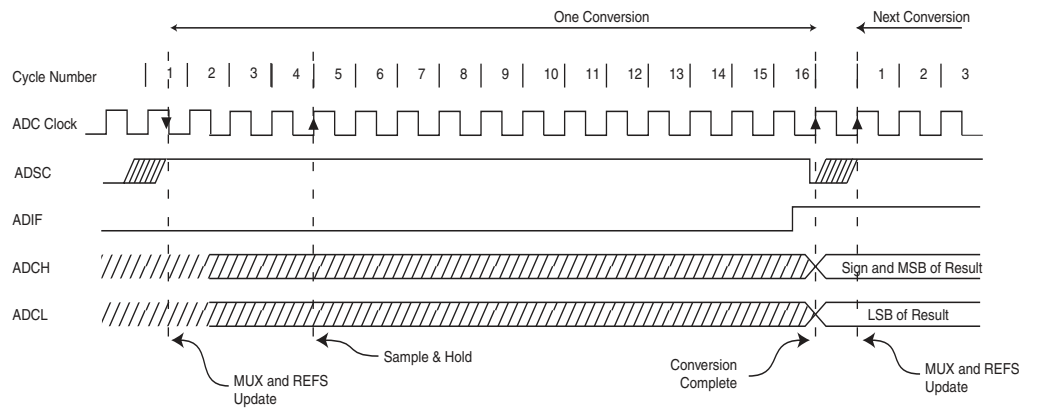 One Conversion
Next Conversion
Cycle Number 1 2 3 4 5 6 7 8 9 10 11 12 13 14 15 16 1 2 3
ADC Clock
ADSC
ADIF
ADCH
Sign and MSB of Result
ADCL
LSB of Result
MUX and REFS
Update
Sample & Hold
Conversion
Complete
MUX and REFS
Update